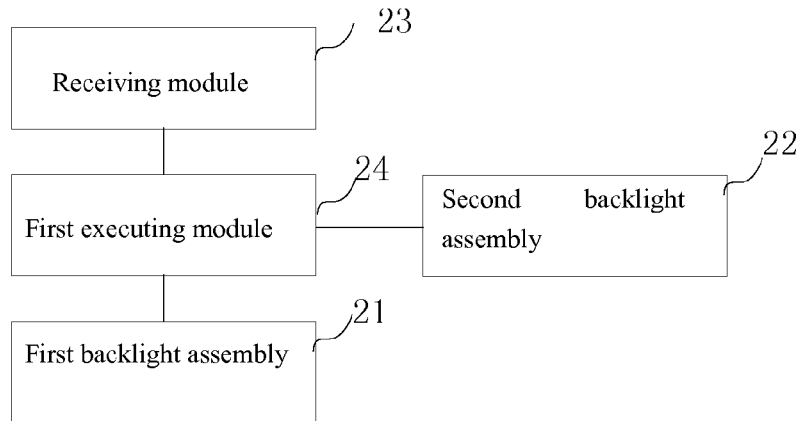 23
Receiving module
22
24
Second backlight
assembly
First executing module
21
First backlight assembly